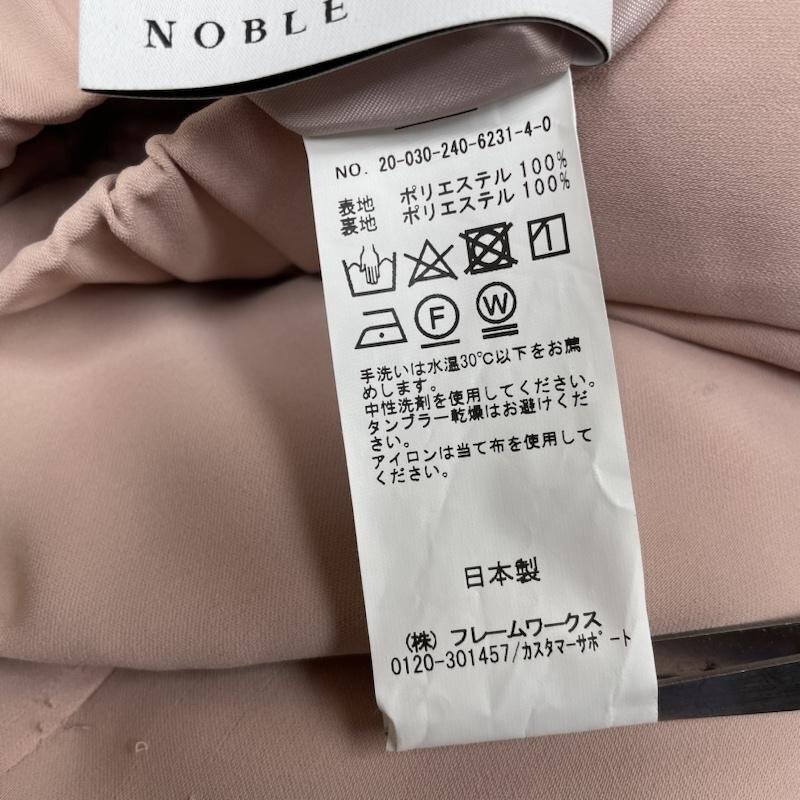 NOBLE
NO. 20-030-240-6231-4-0
表地 ポリエステル 100%
裏地 ポリエステル 100%
F
W
手洗いは水温30℃以下をお薦
めします。
中性洗剤を使用してください。
タンブラー乾燥はお避けくだ
さい。
アイロンは当て布を使用して
ください。
日本製
(株) フレームワークス
0120-301457/カスタマーサポート